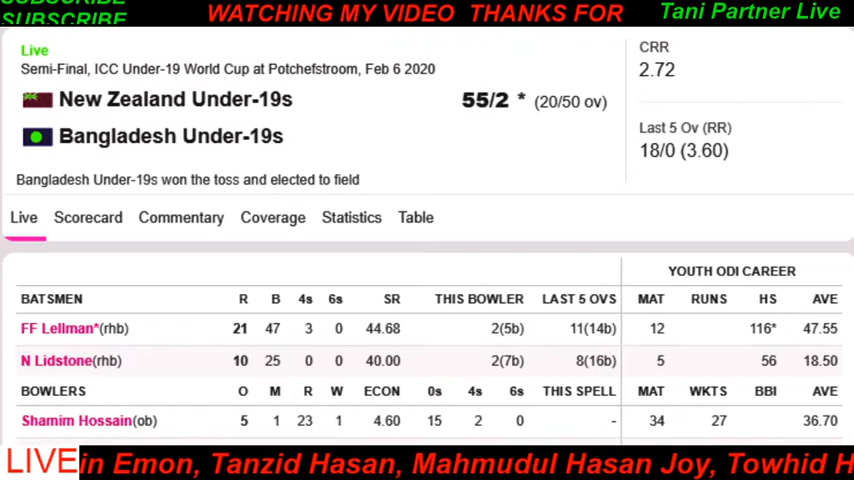 SUBSCRIBE
SUBSCRIBE
WATCHING MY VIDEO THANKS FOR
Tani Partner Live
Live
Semi-Final, ICC Under-19 World Cup at Potchefstroom, Feb 6 2020
New Zealand Under-19s 55/2 * (20/50 ov)
Bangladesh Under-19s
Bangladesh Under-19s won the toss and elected to field
CRR
2.72
Last 5 Ov (RR)
18/0 (3.60)
Live Scorecard Commentary Coverage Statistics Table
YOUTH ODI CAREER
BATSMEN R B 4s 6s SR THIS BOWLER LAST 5 OVS MAT RUNS HS AVE
FF Lellman*(rhb) 21 47 3 0 44.68 2(5b) 11(14b) 12 116* 47.55
N Lidstone(rhb) 10 25 0 0 40.00 2(7b) 8(16b) 5 56 18.50
BOWLERS O M R W ECON 0s 4s 6s THIS SPELL MAT WKTS BBI AVE
Shamim Hossain(ob) 5 1 23 1 4.60 15 2 0 - 34 27 36.70
LIVE in Emon, Tanzid Hasan, Mahmudul Hasan Joy, Towhid H